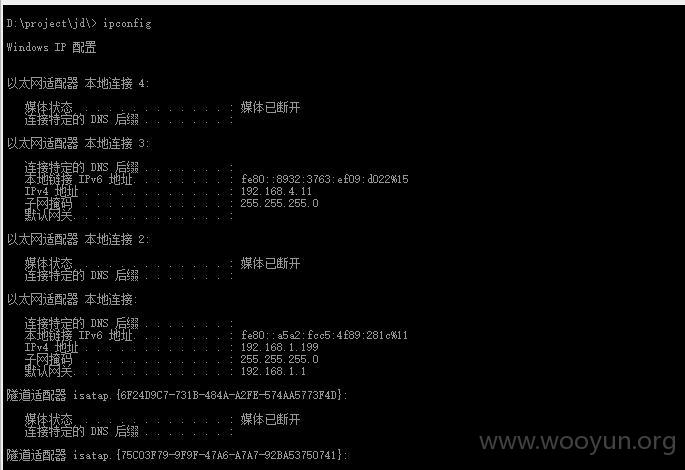 D:\project\jd\> ipconfig
Windows IP 配置
以太网适配器 本地连接 4:
媒体状态 . . . . . . . . . . . . : 媒体已断开
连接特定的 DNS 后缀 . . . . . . . :
以太网适配器 本地连接 3:
连接特定的 DNS 后缀 . . . . . . . :
本地链接 IPv6 地址. . . . . . . . : fe80::8932:3763:ef09:d022%15
IPv4 地址 . . . . . . . . . . . . : 192.168.4.11
子网掩码 . . . . . . . . . . . . : 255.255.255.0
默认网关. . . . . . . . . . . . . :
以太网适配器 本地连接 2:
媒体状态 . . . . . . . . . . . . : 媒体已断开
连接特定的 DNS 后缀 . . . . . . . :
以太网适配器 本地连接:
连接特定的 DNS 后缀 . . . . . . . :
本地链接 IPv6 地址. . . . . . . . : fe80::a5a2:fcc5:4f89:281c%11
IPv4 地址 . . . . . . . . . . . . : 192.168.1.199
子网掩码 . . . . . . . . . . . . : 255.255.255.0
默认网关. . . . . . . . . . . . . : 192.168.1.1
隧道适配器 isatap.{6F24D9C7-731B-484A-A2FE-574AA5773F4D}:
媒体状态 . . . . . . . . . . . . : 媒体已断开
连接特定的 DNS 后缀 . . . . . . . :
隧道适配器 isatap.{75C03F79-9F9F-47A6-A7A7-92BA53750741}:
www.wooyun.org